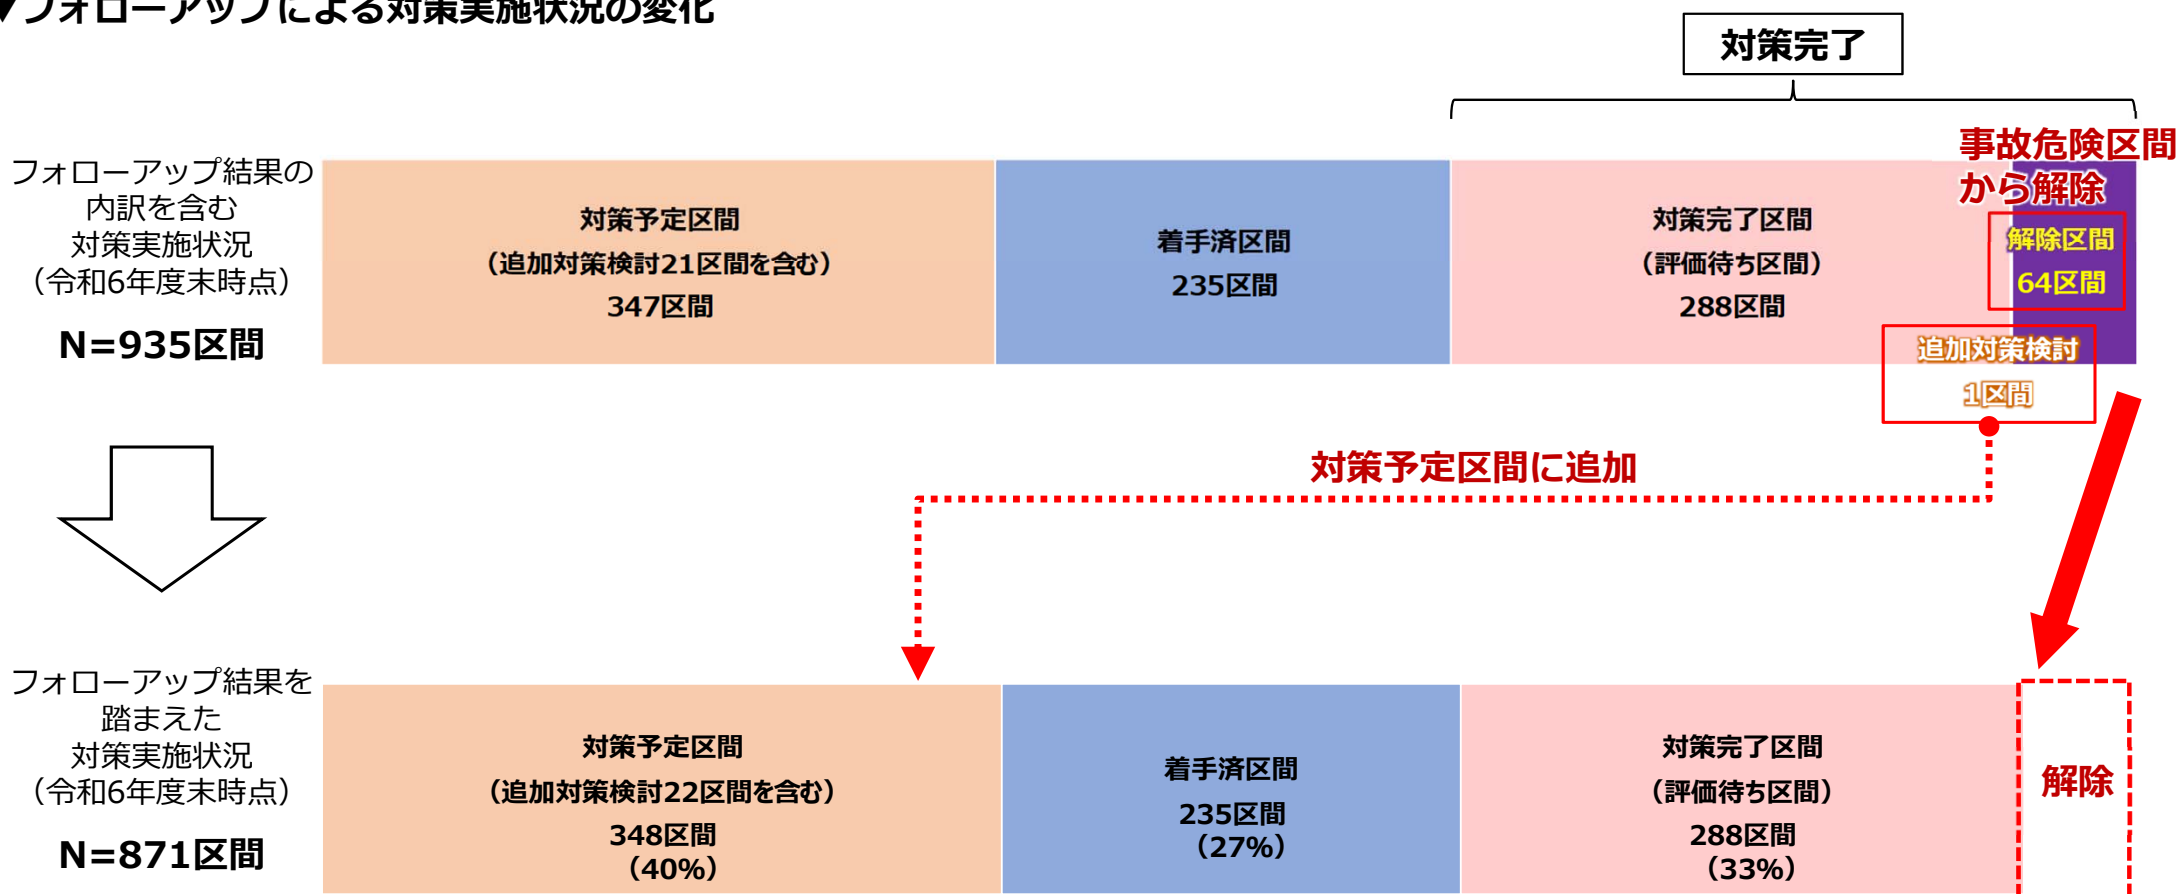 ▼フォローアップによる対策実施状況の変化
対策完了
フォローアップ結果の
内訳を含む
対策実施状況
（令和6年度末時点）
N=935区間
対策予定区間
（追加対策検討21区間を含む）
347区間
着手済区間
235区間
対策完了区間
（評価待ち区間）
288区間
事故危険区間
から解除
解除区間
64区間
追加対策検討
1区間
対策予定区間に追加
フォローアップ結果を
踏まえた
対策実施状況
（令和6年度末時点）
N=871区間
対策予定区間
（追加対策検討22区間を含む）
348区間
（40%）
着手済区間
235区間
（27%）
対策完了区間
（評価待ち区間）
288区間
（33%）
解除